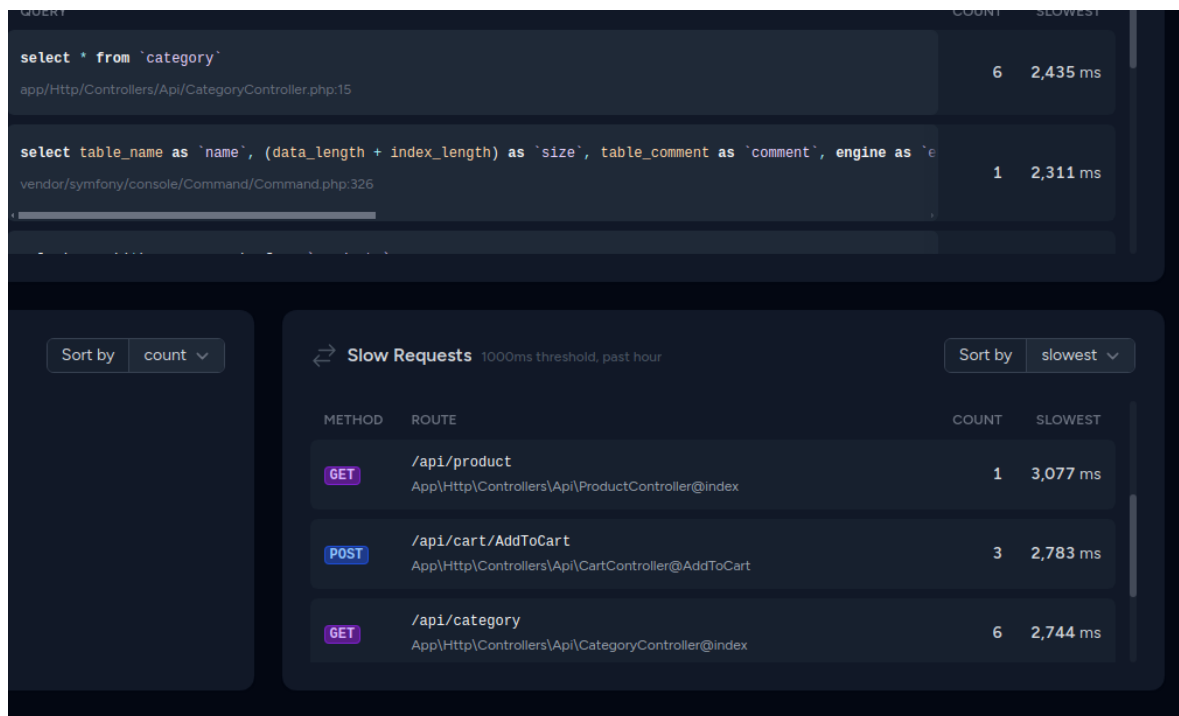 QUERY COUNT SLOWEST
select * from `category`
app/Http/Controllers/Api/CategoryController.php:15
6 2,435 ms
select table_name as `name`, (data_length + index_length) as `size`, table_comment as `comment`, engine as `e
vendor/symfony/console/Command/Command.php:326
1 2,311 ms
Sort by count
Slow Requests 1000ms threshold, past hour
Sort by slowest
METHOD ROUTE COUNT SLOWEST
GET /api/product
App\Http\Controllers\Api\ProductController@index
1 3,077 ms
POST /api/cart/AddToCart
App\Http\Controllers\Api\CartController@AddToCart
3 2,783 ms
GET /api/category
App\Http\Controllers\Api\CategoryController@index
6 2,744 ms